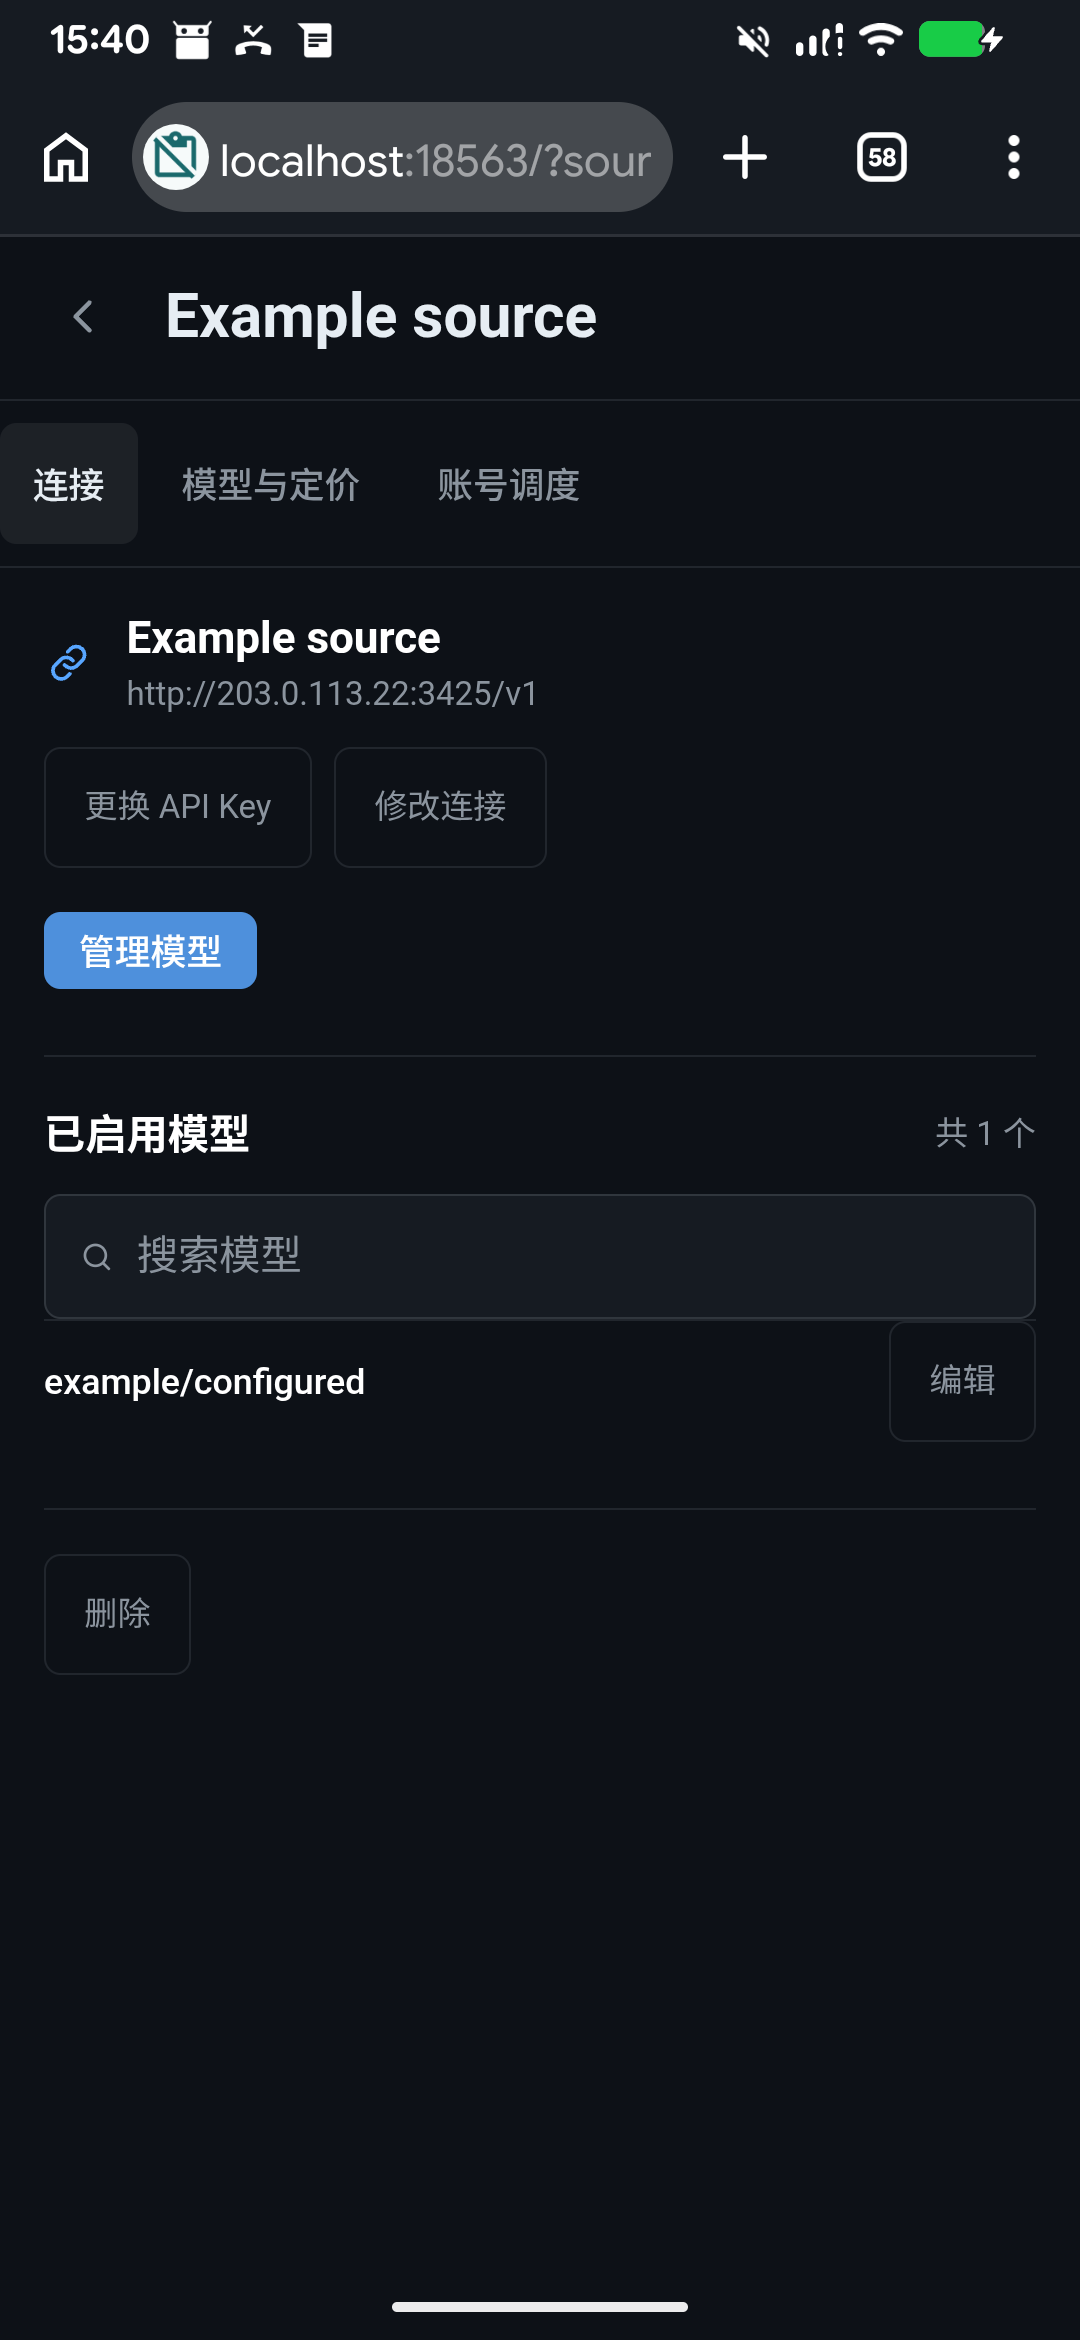 15:40
localhost:18563/?sour
58
Example source
连接 模型与定价 账号调度
Example source
http://203.0.113.22:3425/v1
更换 API Key 修改连接
管理模型
已启用模型 共 1 个
搜索模型
example/configured 编辑
删除